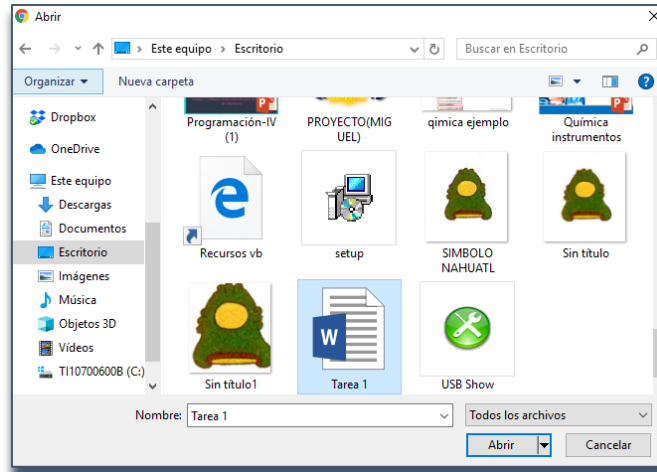 Abrir
Este equipo > Escritorio
Buscar en Escritorio
Organizar
Nueva carpeta
Dropbox
OneDrive
Este equipo
Descargas
Documentos
Escritorio
Imágenes
Música
Objetos 3D
Vídeos
TI10700600B (C:)
Programación-IV
(1)
PROYECTO(MIG
UEL)
qimica ejemplo
Química
instrumentos
Recursos vb
setup
SIMBOLO
NAHUATL
Sin título
Sin título1
W
Tarea 1
USB Show
Nombre: Tarea 1
Todos los archivos
Abrir
Cancelar